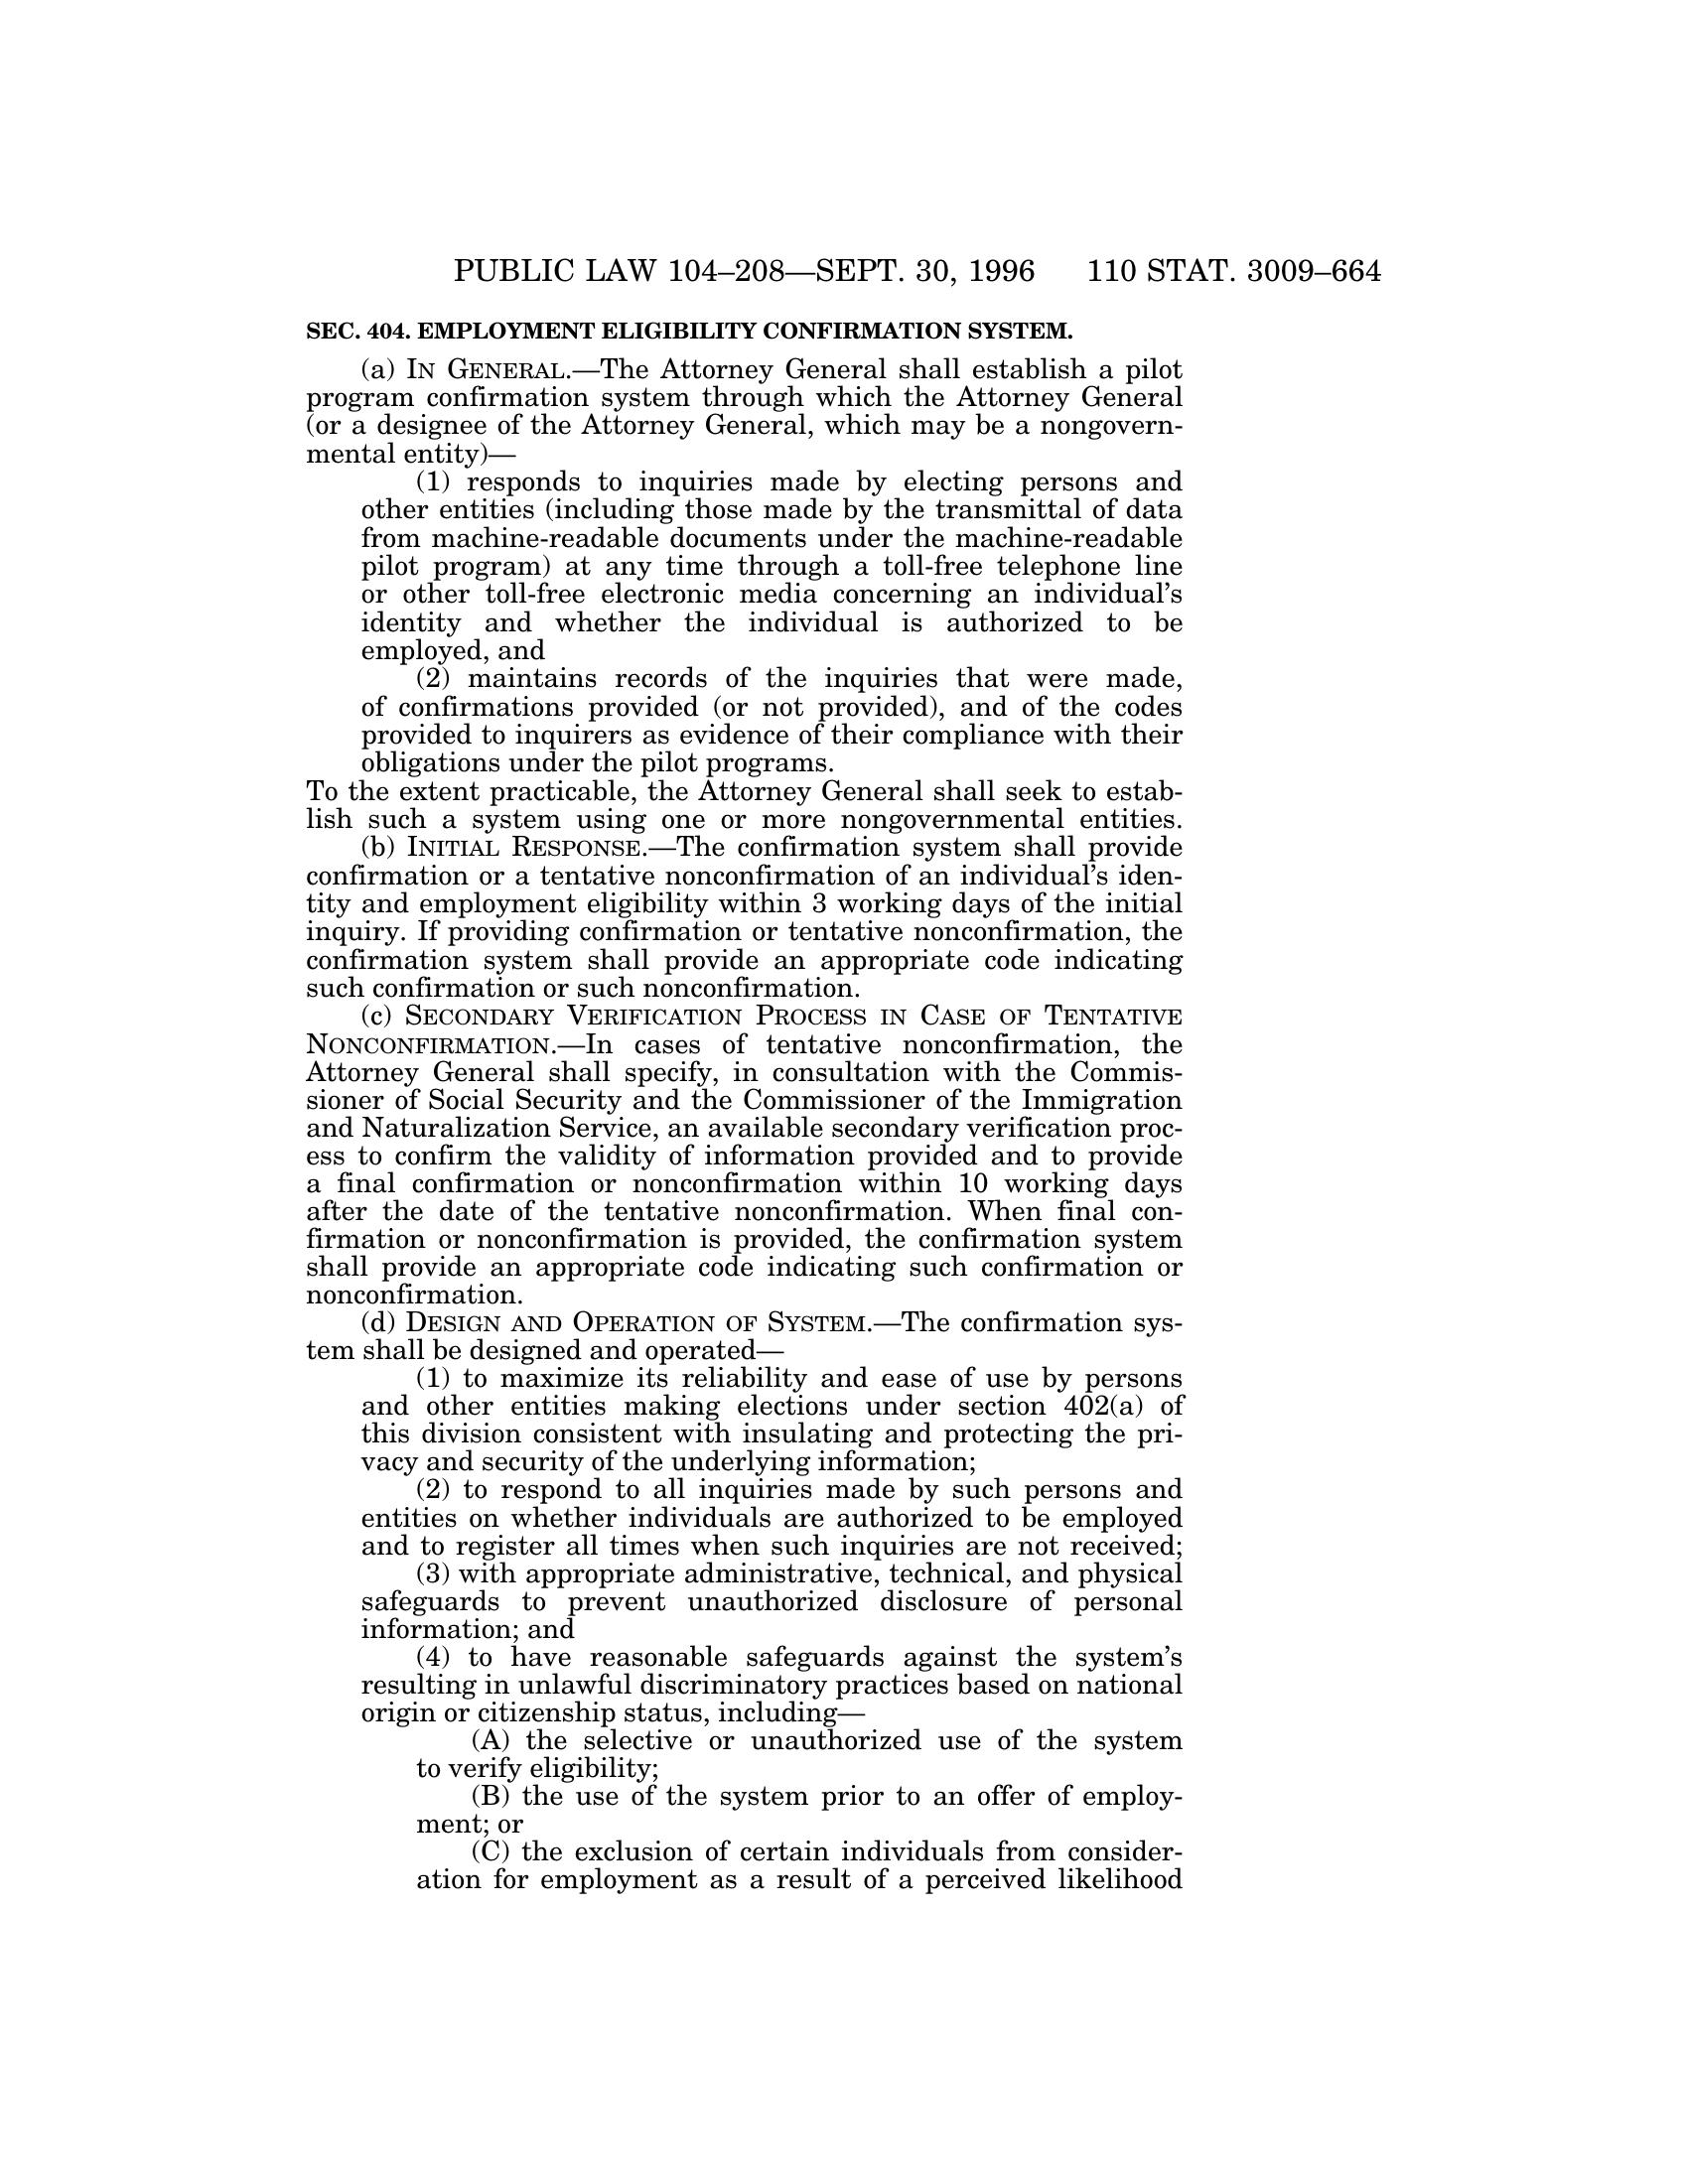 PUBLIC LAW 104–208—SEPT. 30, 1996 110 STAT. 3009–664
SEC. 404. EMPLOYMENT ELIGIBILITY CONFIRMATION SYSTEM.
(a) IN GENERAL.—The Attorney General shall establish a pilot
program confirmation system through which the Attorney General
(or a designee of the Attorney General, which may be a nongovern-
mental entity)—
(1) responds to inquiries made by electing persons and
other entities (including those made by the transmittal of data
from machine-readable documents under the machine-readable
pilot program) at any time through a toll-free telephone line
or other toll-free electronic media concerning an individual’s
identity and whether the individual is authorized to be
employed, and
(2) maintains records of the inquiries that were made,
of confirmations provided (or not provided), and of the codes
provided to inquirers as evidence of their compliance with their
obligations under the pilot programs.
To the extent practicable, the Attorney General shall seek to estab-
lish such a system using one or more nongovernmental entities.
(b) INITIAL RESPONSE.—The confirmation system shall provide
confirmation or a tentative nonconfirmation of an individual’s iden-
tity and employment eligibility within 3 working days of the initial
inquiry. If providing confirmation or tentative nonconfirmation, the
confirmation system shall provide an appropriate code indicating
such confirmation or such nonconfirmation.
(c) SECONDARY VERIFICATION PROCESS IN CASE OF TENTATIVE
NONCONFIRMATION.—In cases of tentative nonconfirmation, the
Attorney General shall specify, in consultation with the Commis-
sioner of Social Security and the Commissioner of the Immigration
and Naturalization Service, an available secondary verification proc-
ess to confirm the validity of information provided and to provide
a final confirmation or nonconfirmation within 10 working days
after the date of the tentative nonconfirmation. When final con-
firmation or nonconfirmation is provided, the confirmation system
shall provide an appropriate code indicating such confirmation or
nonconfirmation.
(d) DESIGN AND OPERATION OF SYSTEM.—The confirmation sys-
tem shall be designed and operated—
(1) to maximize its reliability and ease of use by persons
and other entities making elections under section 402(a) of
this division consistent with insulating and protecting the pri-
vacy and security of the underlying information;
(2) to respond to all inquiries made by such persons and
entities on whether individuals are authorized to be employed
and to register all times when such inquiries are not received;
(3) with appropriate administrative, technical, and physical
safeguards to prevent unauthorized disclosure of personal
information; and
(4) to have reasonable safeguards against the system’s
resulting in unlawful discriminatory practices based on national
origin or citizenship status, including—
(A) the selective or unauthorized use of the system
to verify eligibility;
(B) the use of the system prior to an offer of employ-
ment; or
(C) the exclusion of certain individuals from consider-
ation for employment as a result of a perceived likelihood